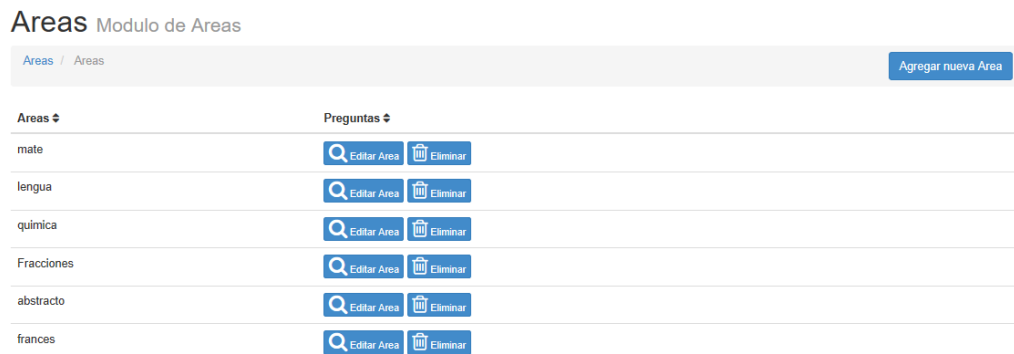 Areas Modulo de Areas
Areas / Areas
Agregar nueva Area
Areas Preguntas
mate Editar Area Eliminar
lengua Editar Area Eliminar
quimica Editar Area Eliminar
Fracciones Editar Area Eliminar
abstracto Editar Area Eliminar
frances Editar Area Eliminar